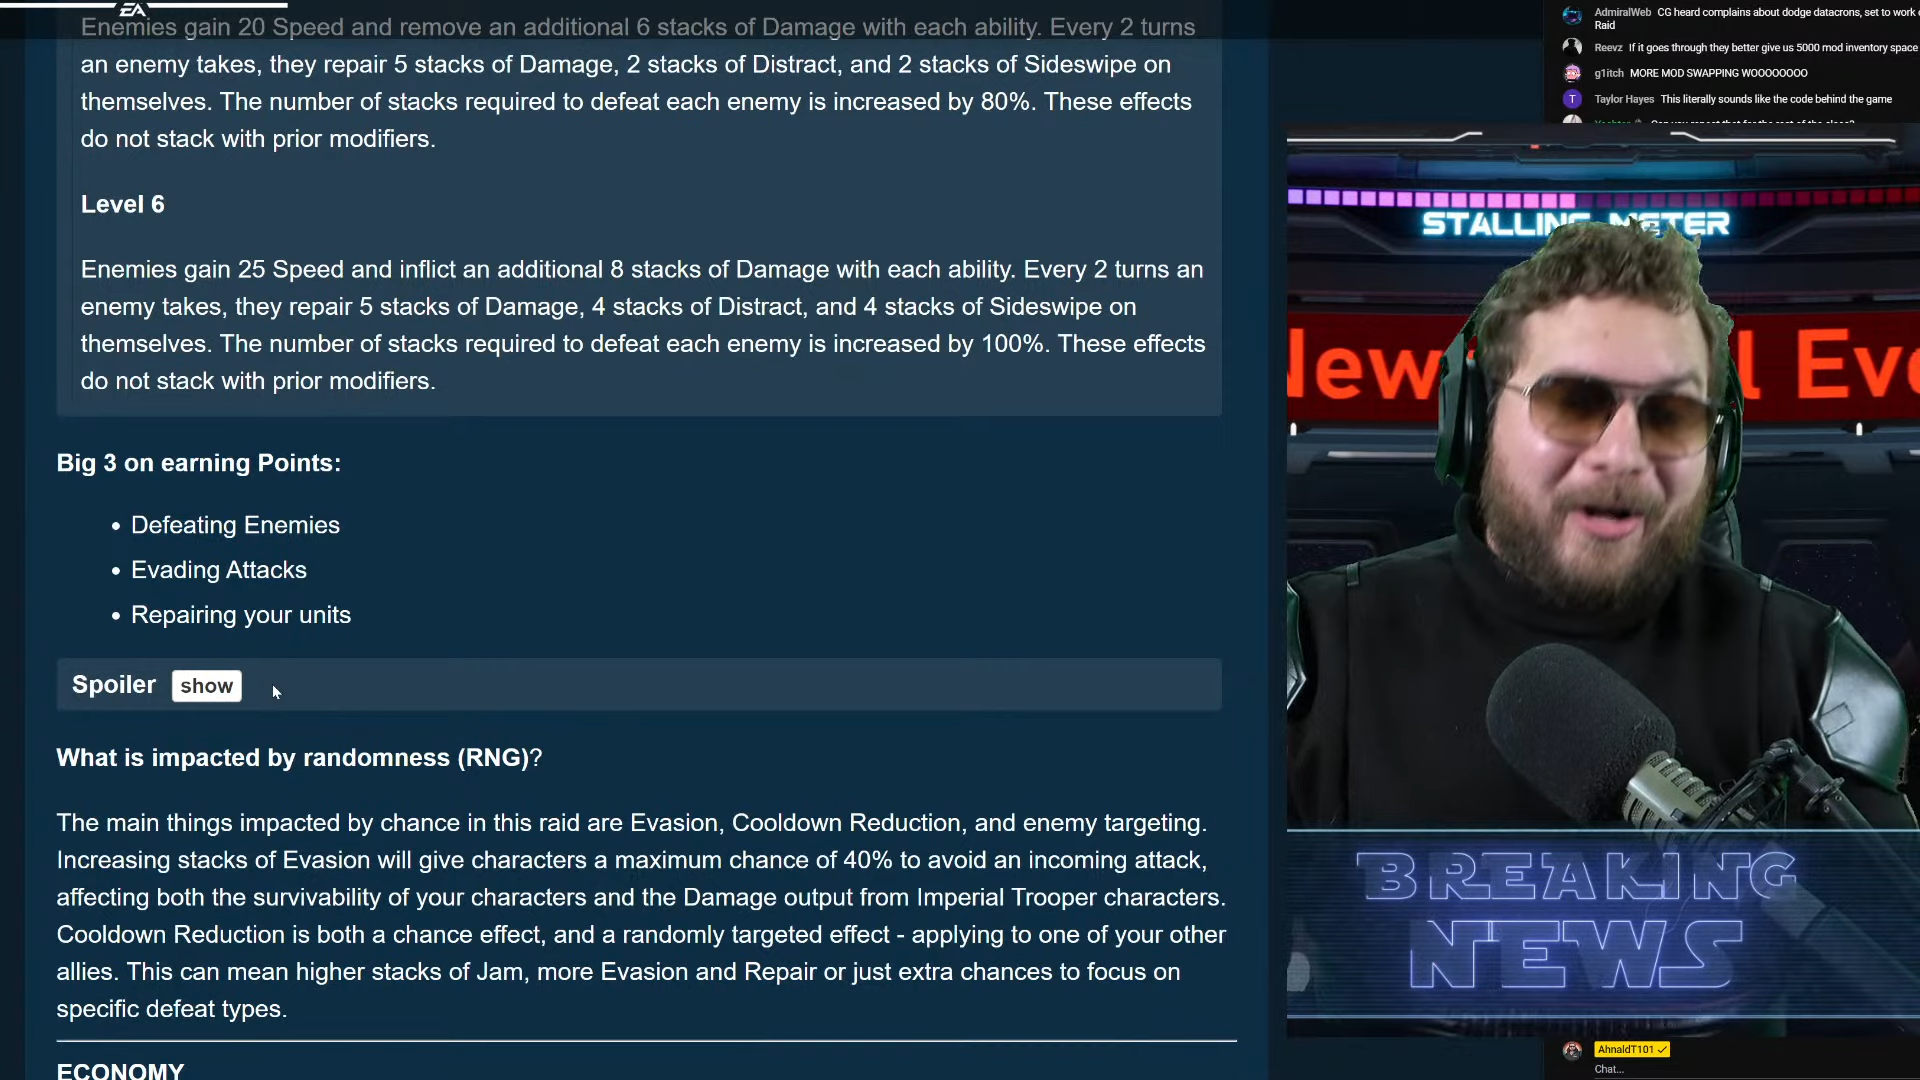 EA
Enemies gain 20 Speed and remove an additional 6 stacks of Damage with each ability. Every 2 turns
an enemy takes, they repair 5 stacks of Damage, 2 stacks of Distract, and 2 stacks of Sideswipe on
themselves. The number of stacks required to defeat each enemy is increased by 80%. These effects
do not stack with prior modifiers.
Level 6
Enemies gain 25 Speed and inflict an additional 8 stacks of Damage with each ability. Every 2 turns an
enemy takes, they repair 5 stacks of Damage, 4 stacks of Distract, and 4 stacks of Sideswipe on
themselves. The number of stacks required to defeat each enemy is increased by 100%. These effects
do not stack with prior modifiers.
Big 3 on earning Points:
• Defeating Enemies
• Evading Attacks
• Repairing your units
Spoiler show
What is impacted by randomness (RNG)?
The main things impacted by chance in this raid are Evasion, Cooldown Reduction, and enemy targeting.
Increasing stacks of Evasion will give characters a maximum chance of 40% to avoid an incoming attack,
affecting both the survivability of your characters and the Damage output from Imperial Trooper characters.
Cooldown Reduction is both a chance effect, and a randomly targeted effect - applying to one of your other
allies. This can mean higher stacks of Jam, more Evasion and Repair or just extra chances to focus on
specific defeat types.
ECONOMY
AdmiralWeb CG heard complains about dodge datacrons, set to work
Raid
Reevz If it goes through they better give us 5000 mod inventory space
g1itch MORE MOD SWAPPING WOOOOOOO
T Taylor Hayes This literally sounds like the code behind the game
STALLING METER
BREAKING
NEWS
AhnaldT101
Chat...